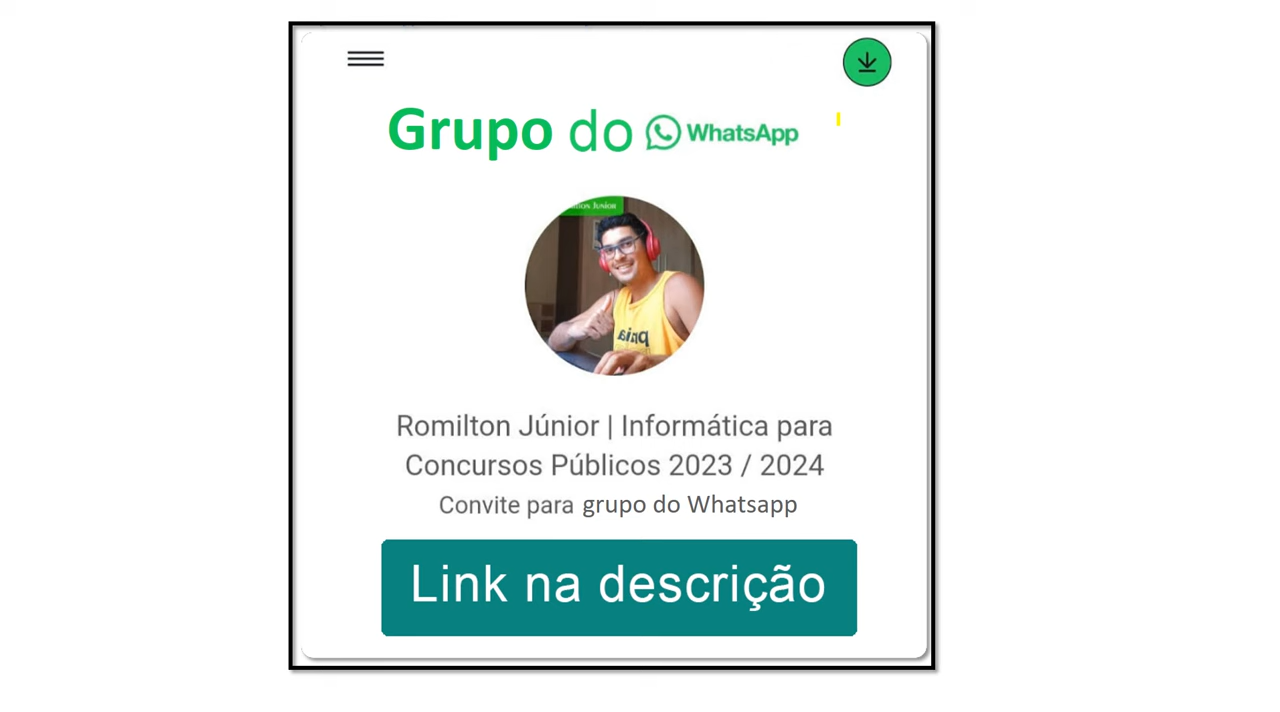 Grupo do WhatsApp
Romilton Júnior | Informática para
Concursos Públicos 2023 / 2024
Convite para grupo do Whatsapp
Link na descrição